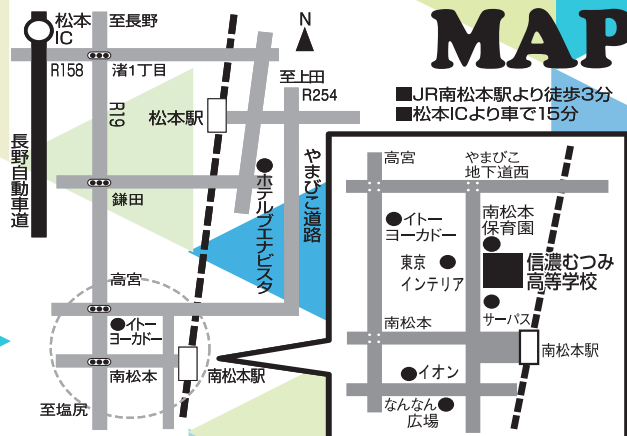 MAP
■JR南松本駅より徒歩3分
■松本ICより車で15分
N
松本
IC
至長野
R158
渚1丁目
至上田
R254
R19
松本駅
長野自動車道
鎌田
ホテルブエナビスタ
やまびこ道路
高宮
イトー
ヨーカドー
南松本
南松本駅
至塩尻
高宮
やまびこ
地下道西
イトー
ヨーカドー
南松本
保育園
東京
インテリア
信濃むつみ
高等学校
サーパス
南松本
南松本駅
イオン
なんなん
広場